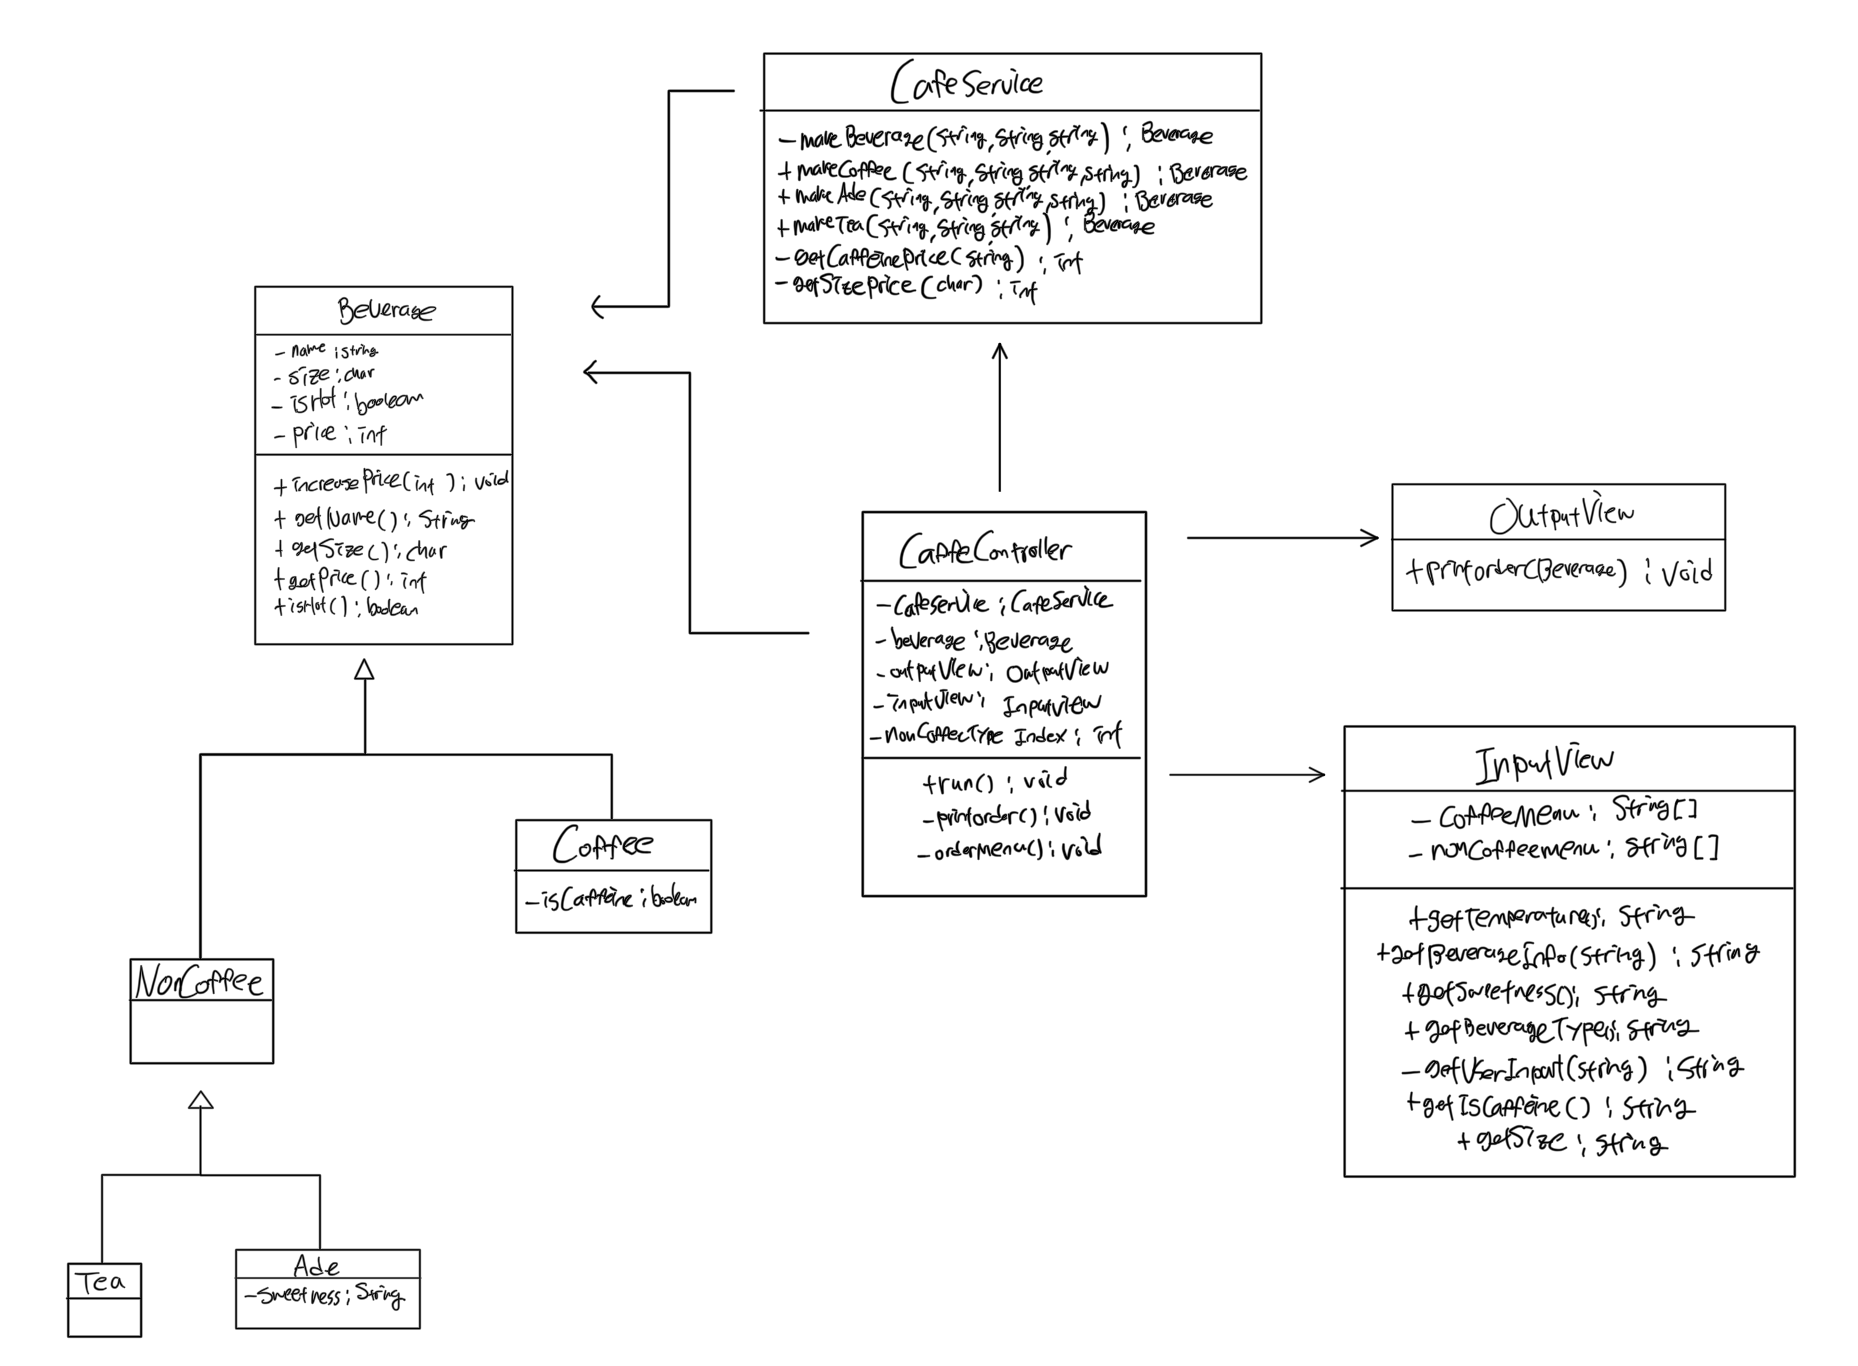 CafeService
- makeBeverage(String, String, String) : Beverage
+ makeCoffee (String, String, String, String) : Beverage
+ makeAde(String, String, String, String) : Beverage
+ makeTea(String, String, String) : Beverage
- getCaffeinePrice(String) : int
- getSizePrice(char) : int
Beverage
- name : String
- size : char
- isHot : boolean
- price : int
+ increasePrice(int) : void
+ getName() : String
+ getSize() : char
+ getPrice() : int
+ isHot() : boolean
NonCoffee
Coffee
- isCaffeine : boolean
Tea
Ade
- sweetness : String
CaffeController
- Cafeservice : CafeService
- beverage : Beverage
- outputView : OutputView
- inputView : InputView
- nonCoffeeType Index : int
+ run() : void
- printorder() : void
- orderMenu() : void
OutputView
+ printorder(Beverage) : void
InputView
- CoffeeMenu : String[]
- nonCoffeemenu : String[]
+ getTemperature() : String
+ getBeverageInfo(String) : String
+ getSweetness() : String
+ getBeverageType() : String
- getUserInput(String) : String
+ getIsCaffeine() : String
+ getSize : String